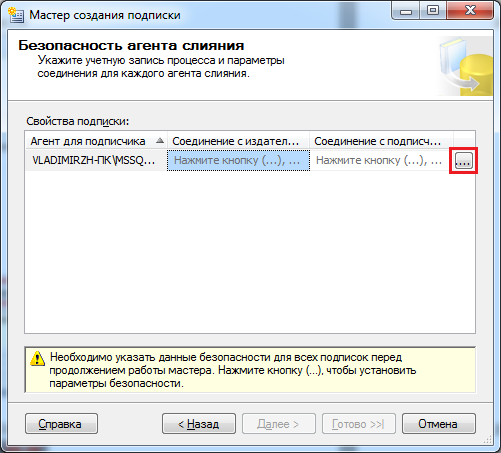 Мастер создания подписки
Безопасность агента слияния
Укажите учетную запись процесса и параметры
соединения для каждого агента слияния.
Свойства подписки:
Агент для подписчика Соединение с издател... Соединение с подписч...
VLADIMIRZH-ПК\MSSQ... Нажмите кнопку (...), ... Нажмите кнопку (...), ... ...
Необходимо указать данные безопасности для всех подписок перед
продолжением работы мастера. Нажмите кнопку (...), чтобы установить
параметры безопасности.
Справка < Назад Далее > Готово >>| Отмена